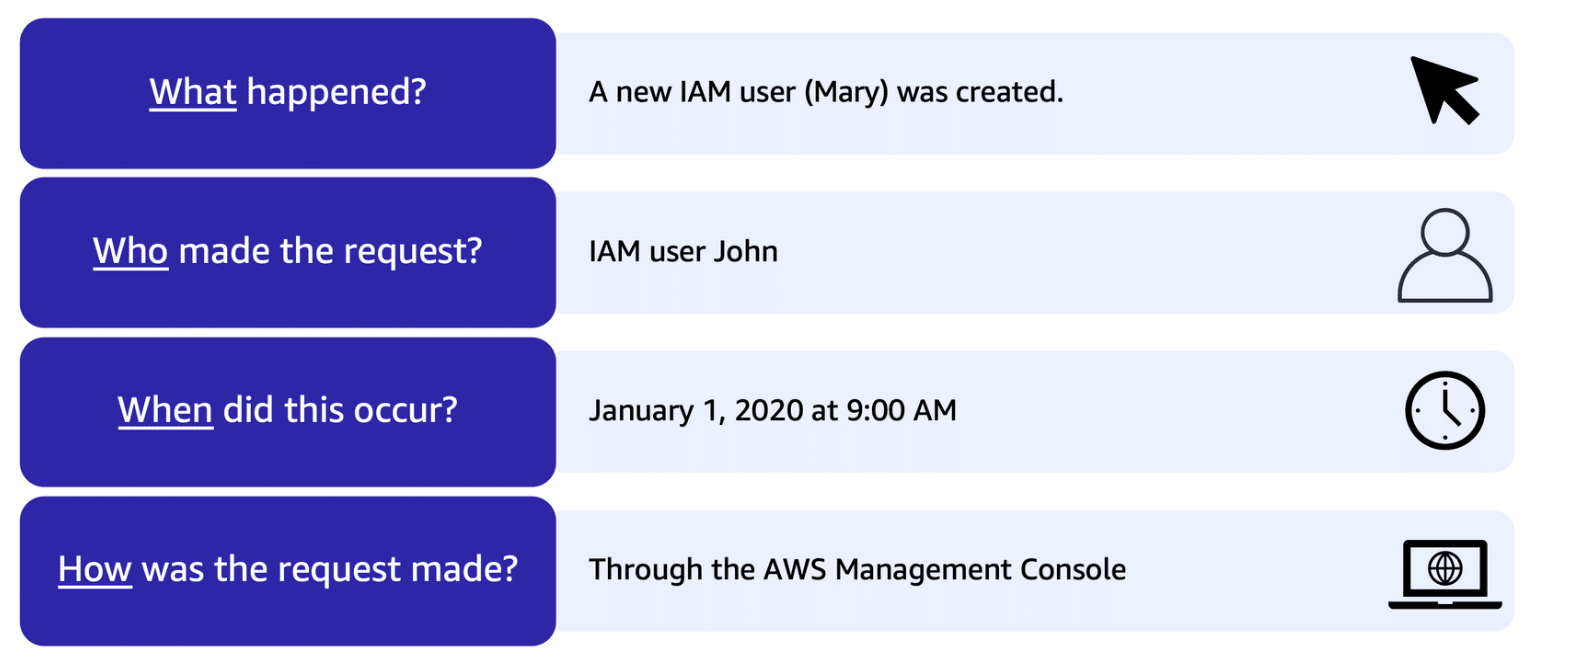 What happened?
A new IAM user (Mary) was created.
Who made the request?
IAM user John
When did this occur?
January 1, 2020 at 9:00 AM
How was the request made?
Through the AWS Management Console